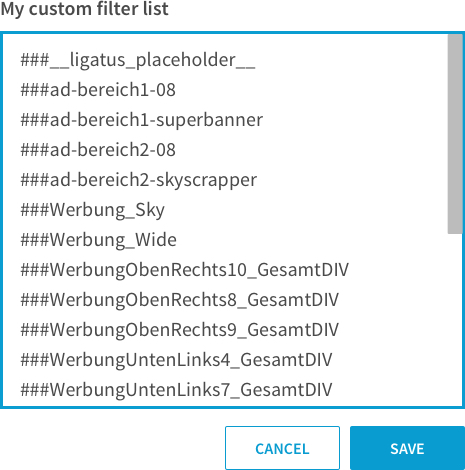 My custom filter list
###__ligatus_placeholder__
###ad-bereich1-08
###ad-bereich1-superbanner
###ad-bereich2-08
###ad-bereich2-skyscrapper
###Werbung_Sky
###Werbung_Wide
###WerbungObenRechts10_GesamtDIV
###WerbungObenRechts8_GesamtDIV
###WerbungObenRechts9_GesamtDIV
###WerbungUntenLinks4_GesamtDIV
###WerbungUntenLinks7_GesamtDIV
CANCEL
SAVE